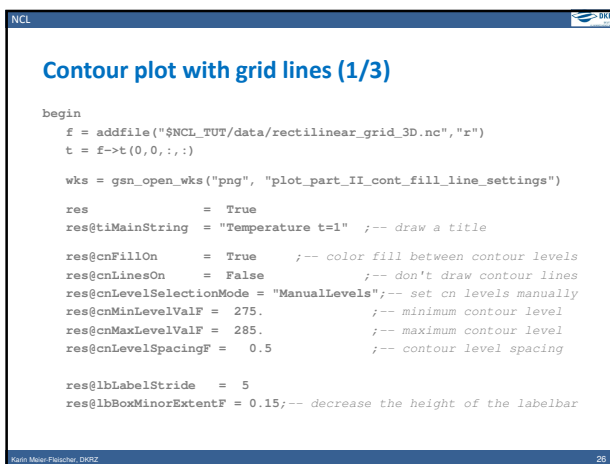 NCL
DKRZ
Contour plot with grid lines (1/3)
begin
f = addfile("$NCL_TUT/data/rectilinear_grid_3D.nc","r")
t = f->t(0,0,:,:)
wks = gsn_open_wks("png", "plot_part_II_cont_fill_line_settings")
res = True
res@tiMainString = "Temperature t=1" ;-- draw a title
res@cnFillOn = True ;-- color fill between contour levels
res@cnLinesOn = False ;-- don't draw contour lines
res@cnLevelSelectionMode = "ManualLevels";-- set cn levels manually
res@cnMinLevelValF = 275. ;-- minimum contour level
res@cnMaxLevelValF = 285. ;-- maximum contour level
res@cnLevelSpacingF = 0.5 ;-- contour level spacing
res@lbLabelStride = 5
res@lbBoxMinorExtentF = 0.15;-- decrease the height of the labelbar
Karin Meier-Fleischer, DKRZ
26